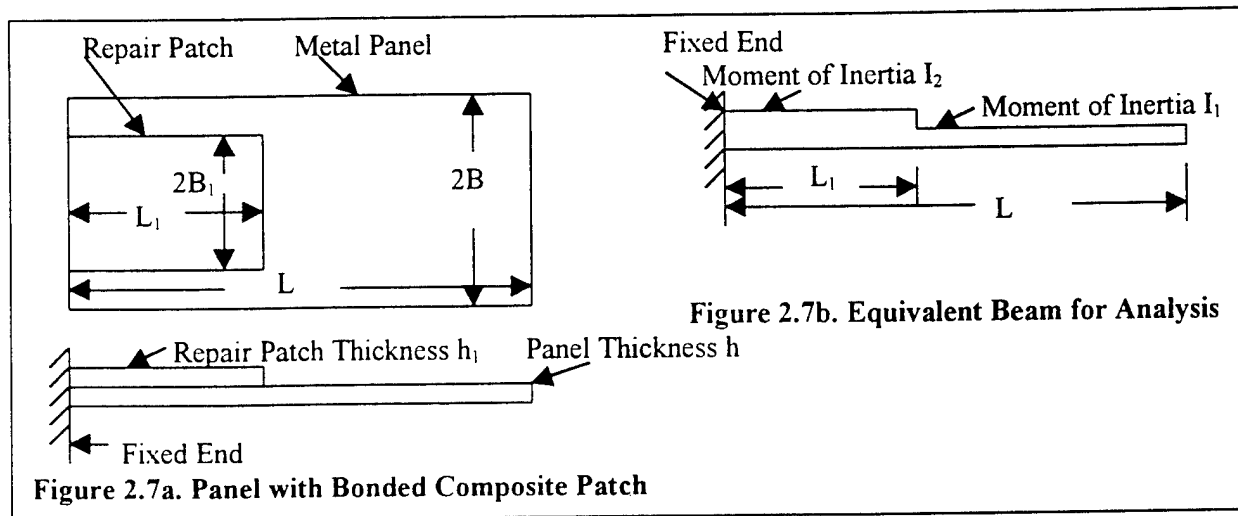 Repair Patch
Metal Panel
2B₁
2B
L₁
L
Repair Patch Thickness h₁
Panel Thickness h
Fixed End
Figure 2.7a. Panel with Bonded Composite Patch
Fixed End
Moment of Inertia I₂
Moment of Inertia I₁
L₁
L
Figure 2.7b. Equivalent Beam for Analysis